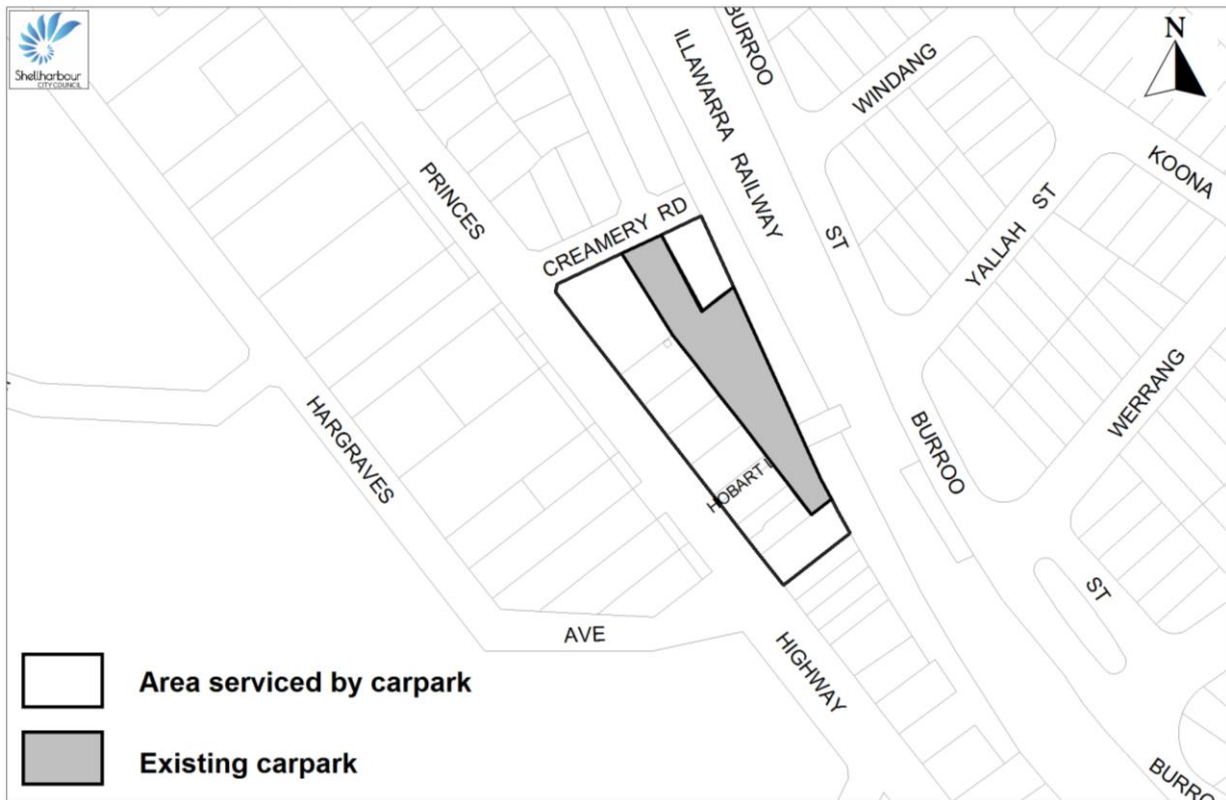 Shellharbour
CITY COUNCIL
N
BURROO
WINDANG
ILLAWARRA RAILWAY
KOONA
PRINCES
CREAMERY RD
ST
YALLAH ST
WERRANG
HARGRAVES
BURROO
HOBART L
ST
AVE
HIGHWAY
Area serviced by carpark
Existing carpark
BURRO